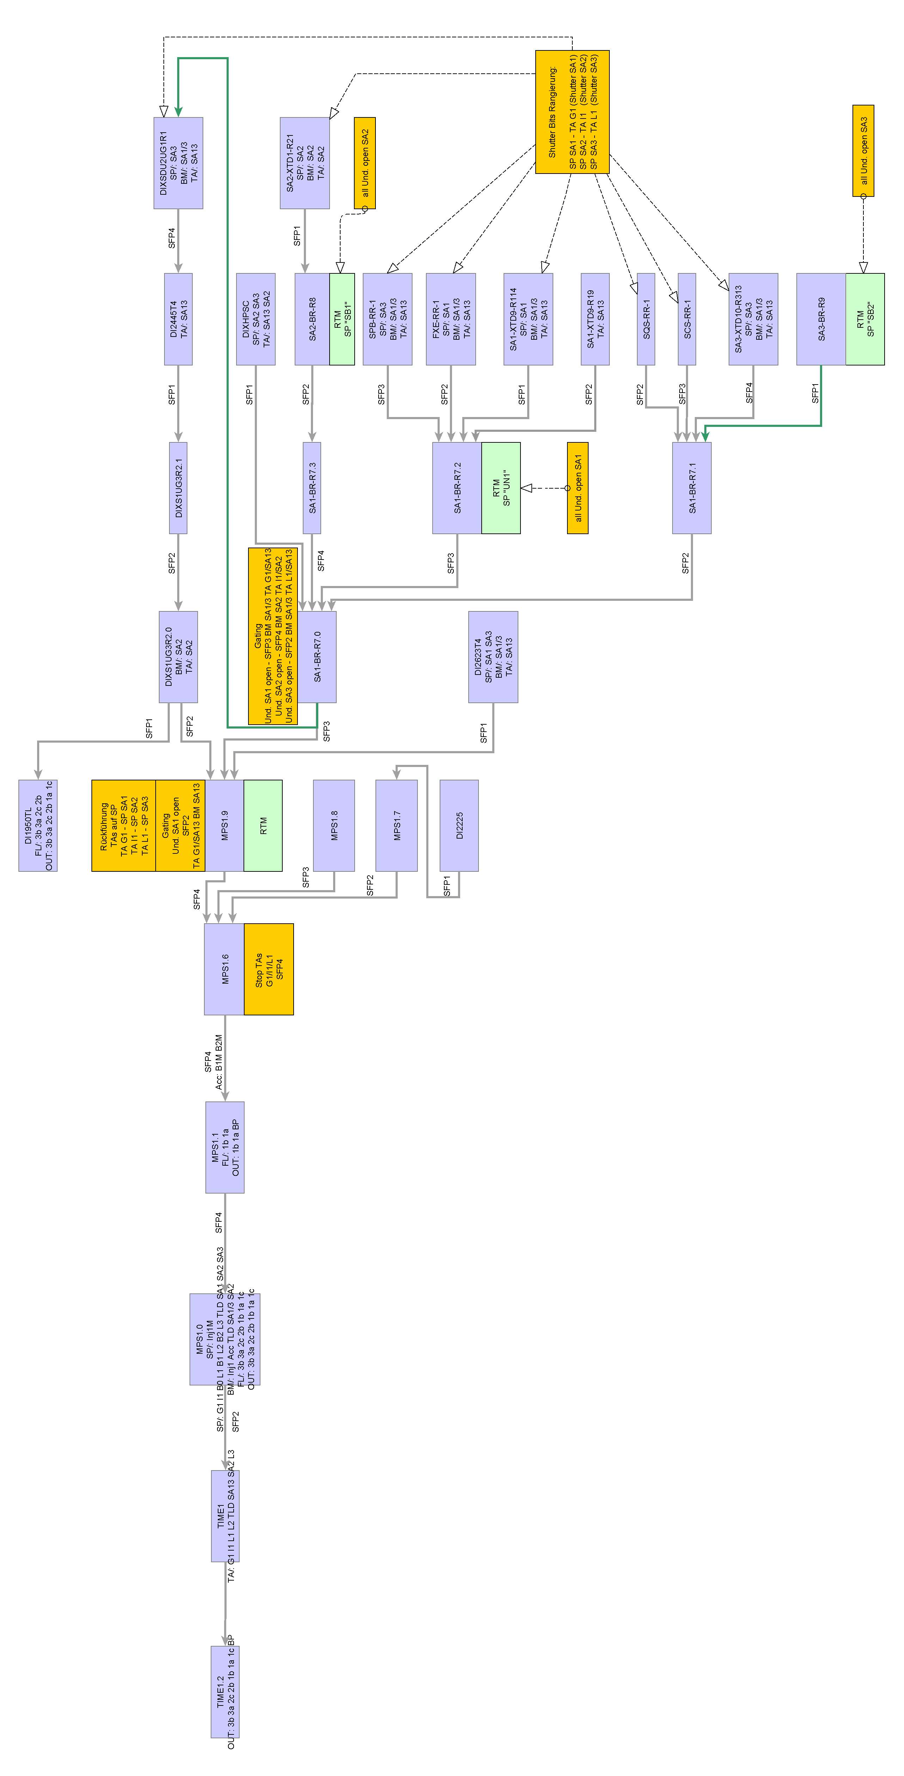 Shutter Bits Rangierung:
SP SA1 - TA G1 (Shutter SA1)
SP SA2 - TA I1 (Shutter SA2)
SP SA3 - TA L1 (Shutter SA3)
DIXSDU2UG1R1
SP/: SA3
BM/: SA1/3
TA/: SA13
SA2-XTD1-R21
SP/: SA2
BM/: SA2
TA/: SA2
all Und. open SA2
all Und. open SA3
SFP4
SFP1
DI2445T4
TA/: SA13
DIXHPSC
SP/: SA2 SA3
TA/: SA13 SA2
SA2-BR-R8
RTM
SP "SB1"
SPB-RR-1
SP/: SA3
BM/: SA1/3
TA/: SA13
FXE-RR-1
SP/: SA1
BM/: SA1/3
TA/: SA13
SA1-XTD9-R114
SP/: SA1
BM/: SA1/3
TA/: SA13
SA1-XTD9-R19
TA/: SA13
SQS-RR-1
SCS-RR-1
SA3-XTD10-R313
SP/: SA3
BM/: SA1/3
TA/: SA13
SA3-BR-R9
RTM
SP "SB2"
SFP1
SFP1
SFP2
SFP3
SFP2
SFP1
SFP2
SFP2
SFP3
SFP4
SFP1
DIXS1UG3R2.1
SA1-BR-R7.3
SA1-BR-R7.2
RTM
SP "UN1"
all Und. open SA1
SA1-BR-R7.1
SFP2
SFP4
SFP3
SFP2
DIXS1UG3R2.0
BM/: SA2
TA/: SA2
Gating
Und. SA1 open - SFP3 BM SA1/3 TA G1/SA13
Und. SA2 open - SFP4 BM SA2 TA I1/SA2
Und. SA3 open - SFP2 BM SA1/3 TA L1/SA13
SA1-BR-R7.0
DI2623T4
SP/: SA1 SA3
BM/: SA1/3
TA/: SA13
SFP1
SFP2
SFP3
SFP1
DI1950TL
FL/: 3b 3a 2c 2b
OUT: 3b 3a 2c 2b 1a 1c
Rückführung
TAs auf SP
TA G1 - SP SA1
TA I1 - SP SA2
TA L1 - SP SA3
Gating
Und. SA1 open
SFP2
TA G1/SA13 BM SA13
MPS1.9
RTM
MPS1.8
MPS1.7
DI2225
SFP4
SFP3
SFP2
SFP1
MPS1.6
Stop TAs
G1/I1/L1
SFP4
SFP4
Acc: B1M B2M
MPS1.1
FL/: 1b 1a
OUT: 1b 1a BP
SFP4
MPS1.0
SP/: Inj1M
SP/: G1 I1 B0 L1 B1 L2 B2 L3 TLD SA1 SA2 SA3
BM/: Inj1 Acc TLD SA1/3 SA2
FL/: 3b 3a 2c 2b 1b 1a 1c
OUT: 3b 3a 2c 2b 1b 1a 1c
SFP2
TIME1
TA/: G1 I1 L1 L2 TLD SA13 SA2 L3
TIME1.2
OUT: 3b 3a 2c 2b 1b 1a 1c BP